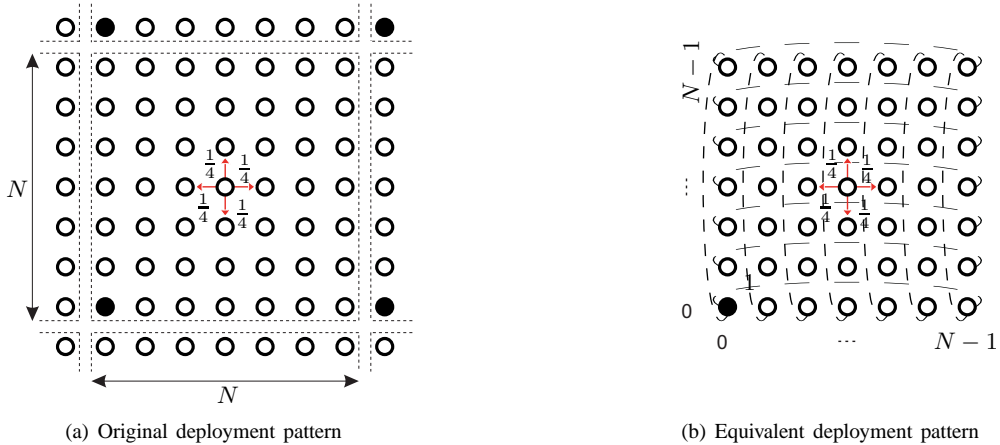 N
1/4 1/4
1/4 1/4
N
(a) Original deployment pattern
N − 1
...
0
1/4 1/4
1/4 1/4
1
0 ... N − 1
(b) Equivalent deployment pattern